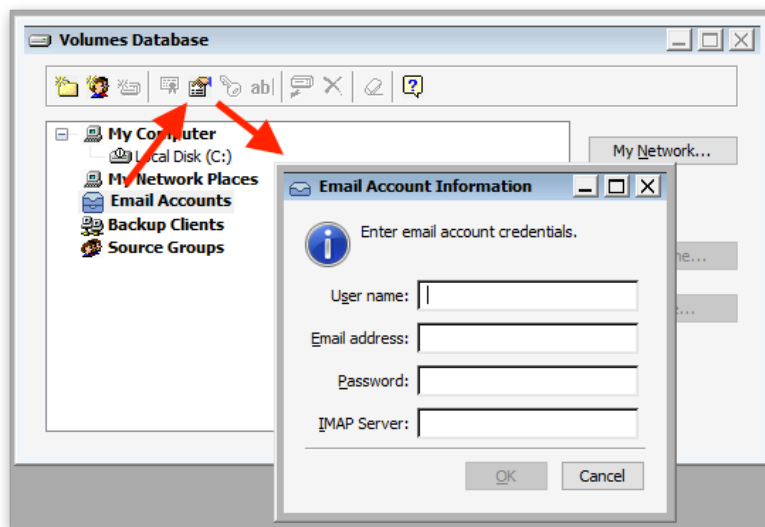 Volumes Database
ab|
My Computer
Local Disk (C:)
My Network...
My Network Places
Email Accounts
Backup Clients
Source Groups
Email Account Information
Enter email account credentials.
User name:
Email address:
Password:
IMAP Server:
OK
Cancel